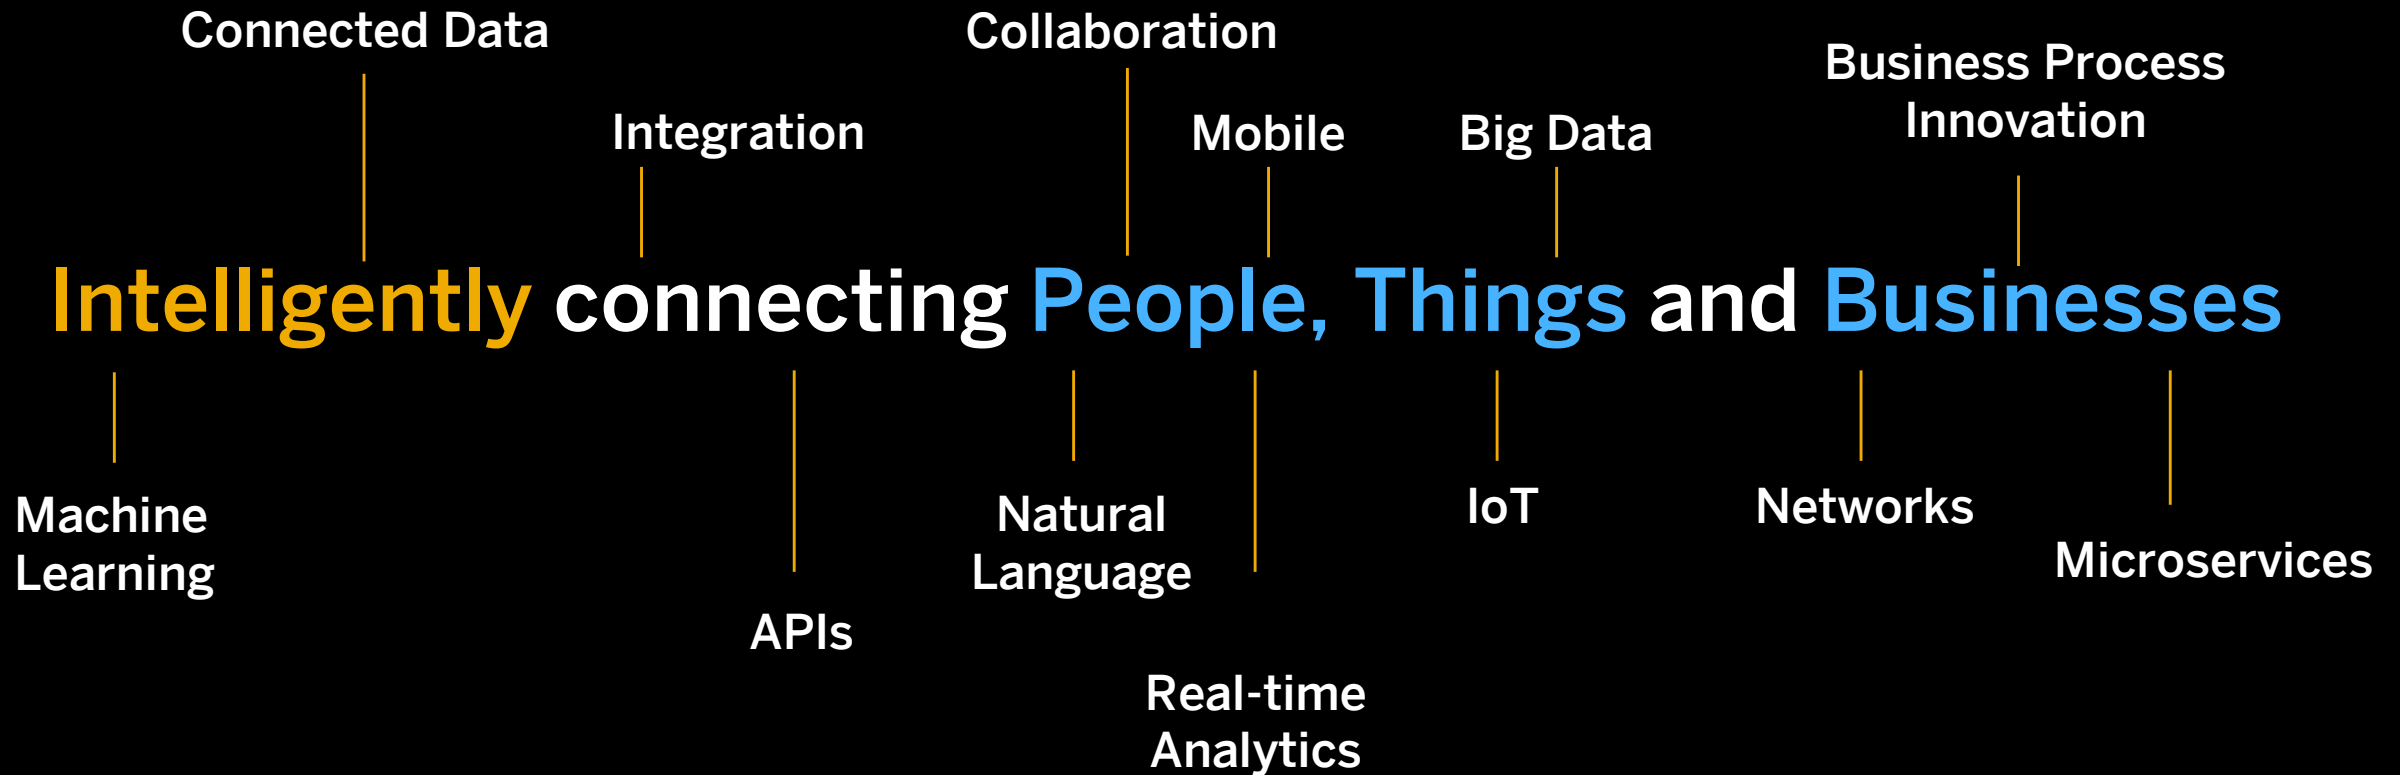 Connected Data
Collaboration
Business Process
Innovation
Integration
Mobile
Big Data
Intelligently connecting People, Things and Businesses
Machine
Learning
Natural
Language
IoT
Networks
Microservices
APIs
Real-time
Analytics